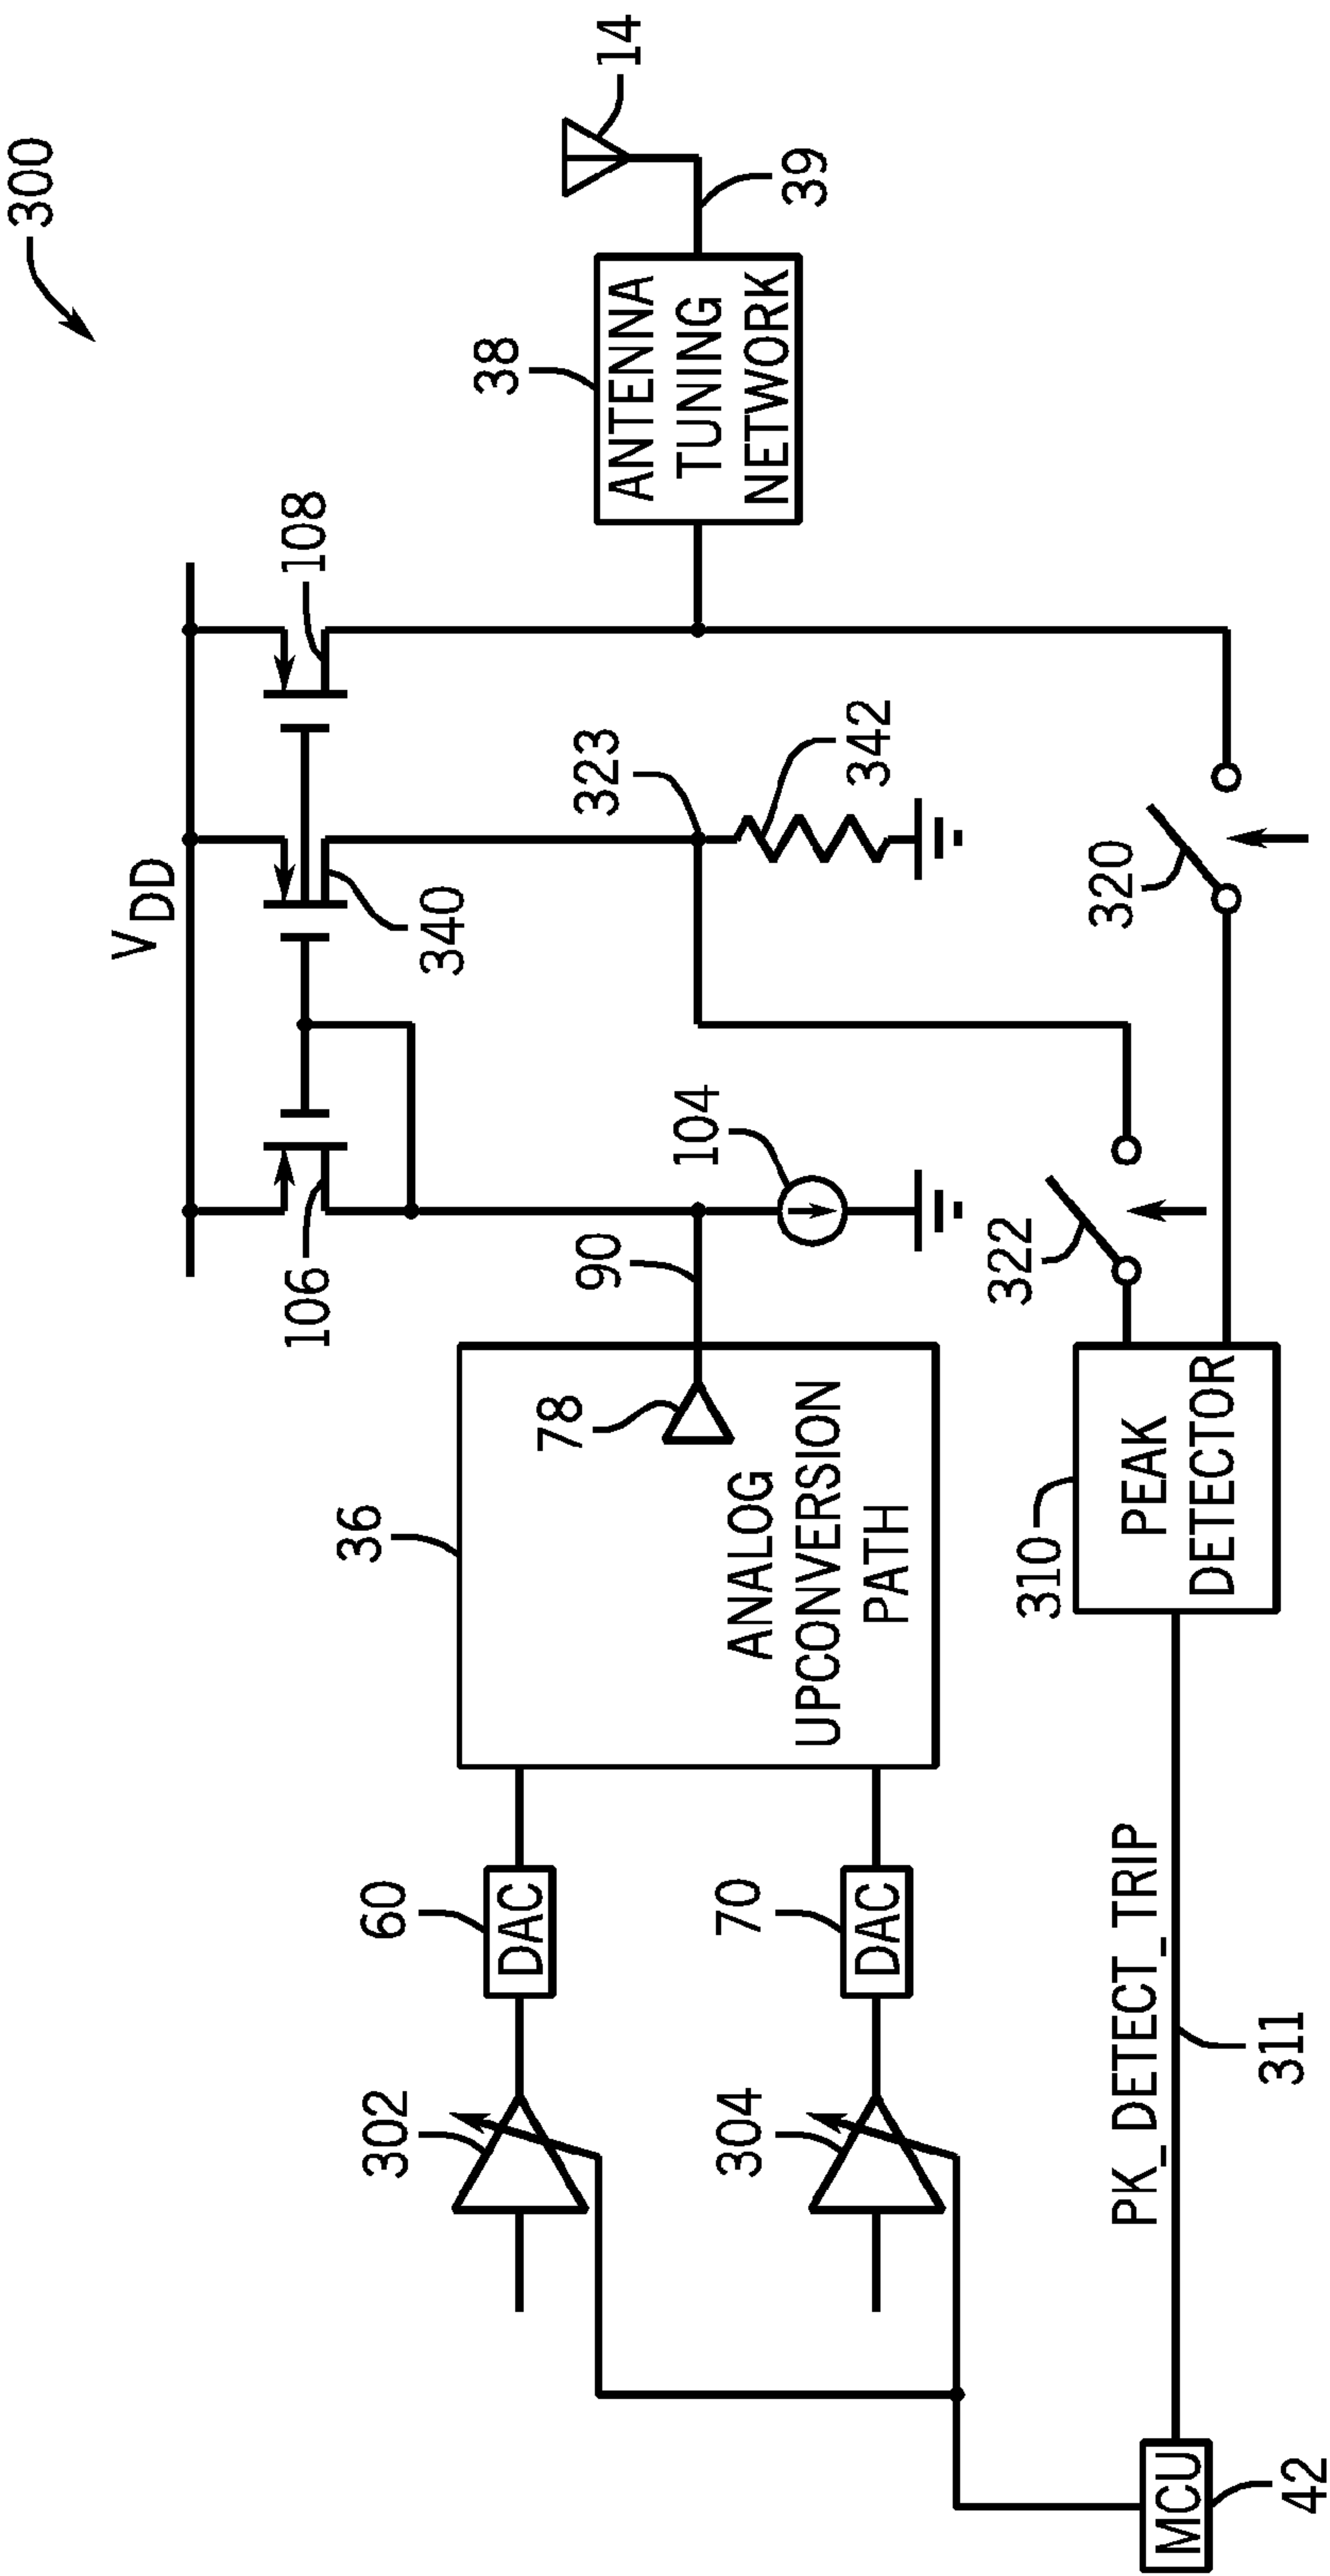 300
V DD
106
340
108
38
ANTENNA
TUNING
NETWORK
14
39
36
78
ANALOG
UPCONVERSION
PATH
90
104
323
342
302
60
DAC
304
70
DAC
322
320
310
PEAK
DETECTOR
PK_DETECT_TRIP
311
MCU
42